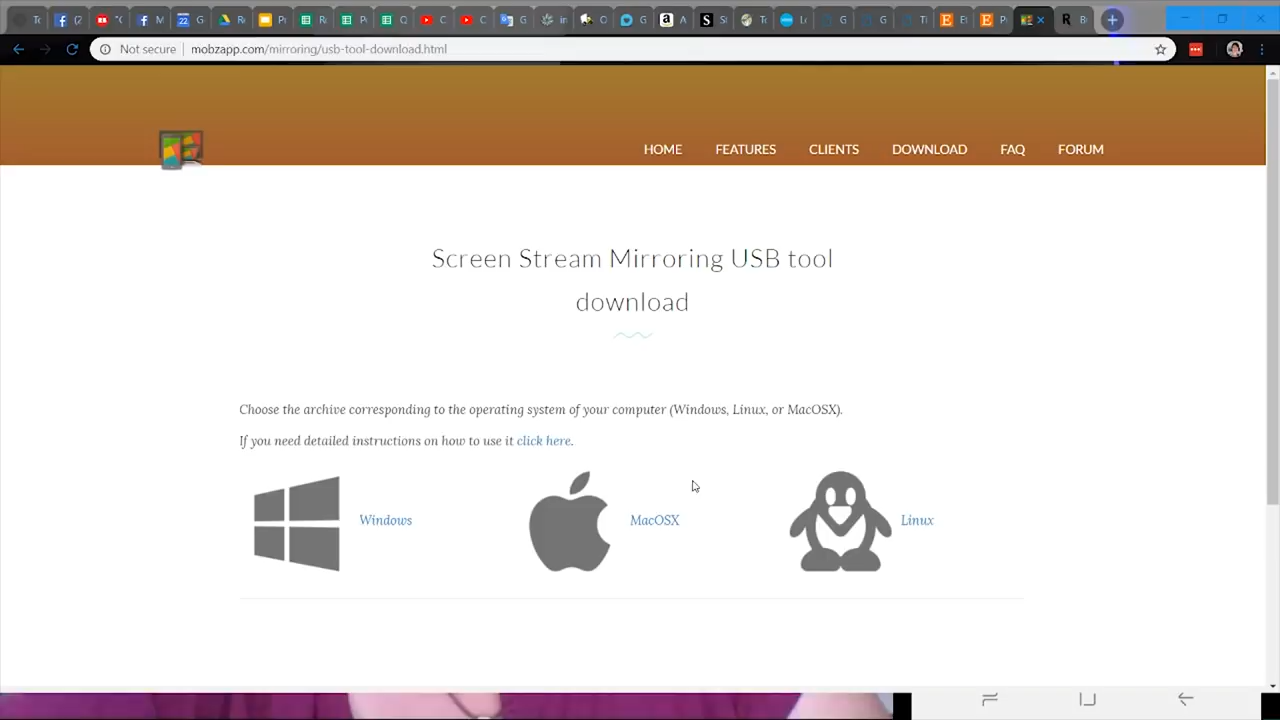 Not secure mobzapp.com/mirroring/usb-tool-download.html
HOME FEATURES CLIENTS DOWNLOAD FAQ FORUM
Screen Stream Mirroring USB tool
download
Choose the archive corresponding to the operating system of your computer (Windows, Linux, or MacOSX).
If you need detailed instructions on how to use it click here.
Windows MacOSX Linux